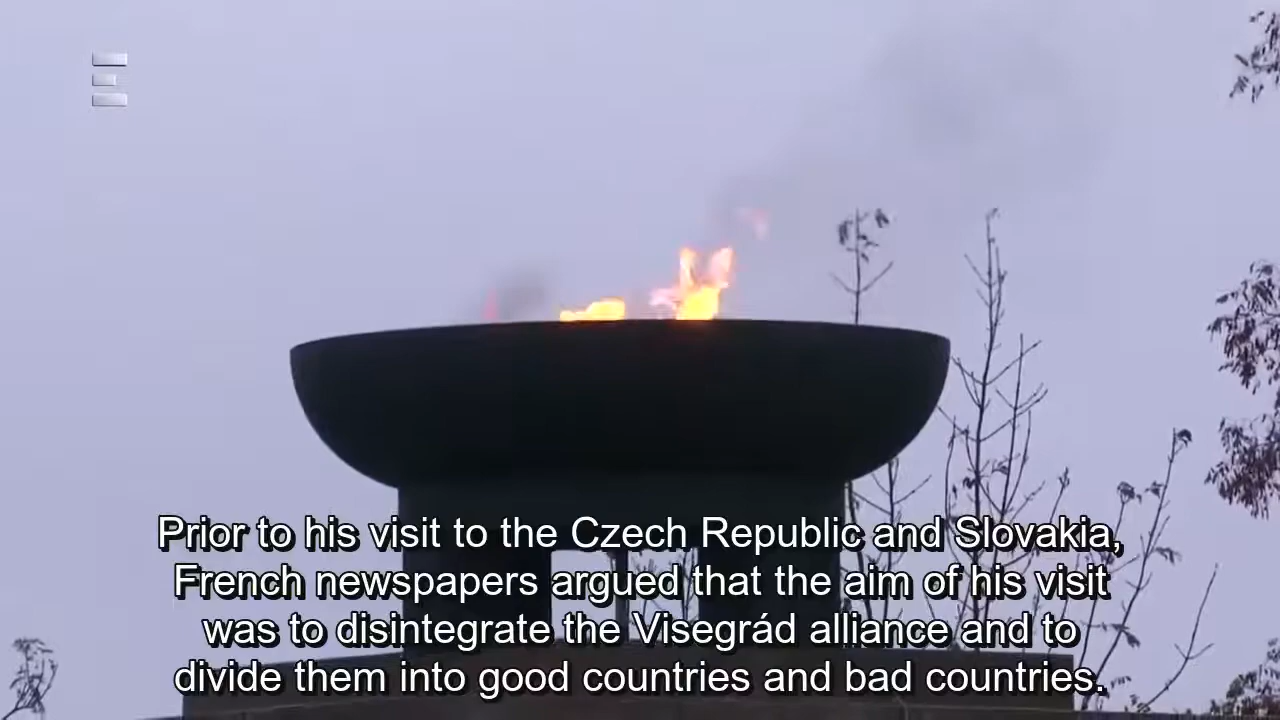 Prior to his visit to the Czech Republic and Slovakia,
French newspapers argued that the aim of his visit
was to disintegrate the Visegrád alliance and to
divide them into good countries and bad countries.